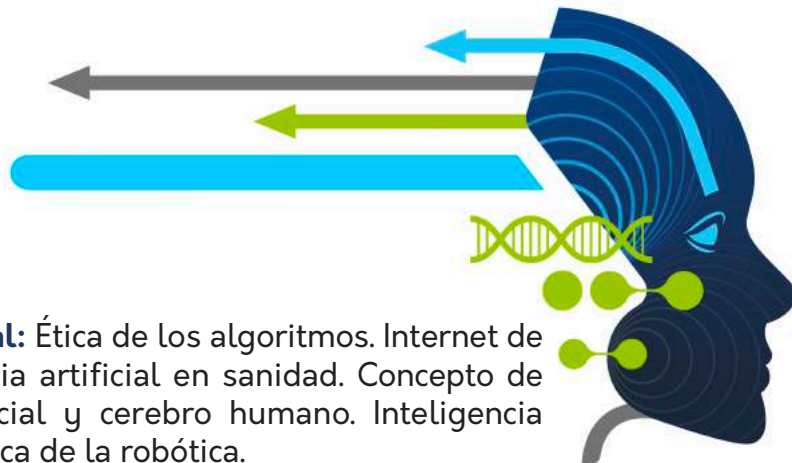 al: Ética de los algoritmos. Internet de
ia artificial en sanidad. Concepto de
cial y cerebro humano. Inteligencia
ca de la robótica.